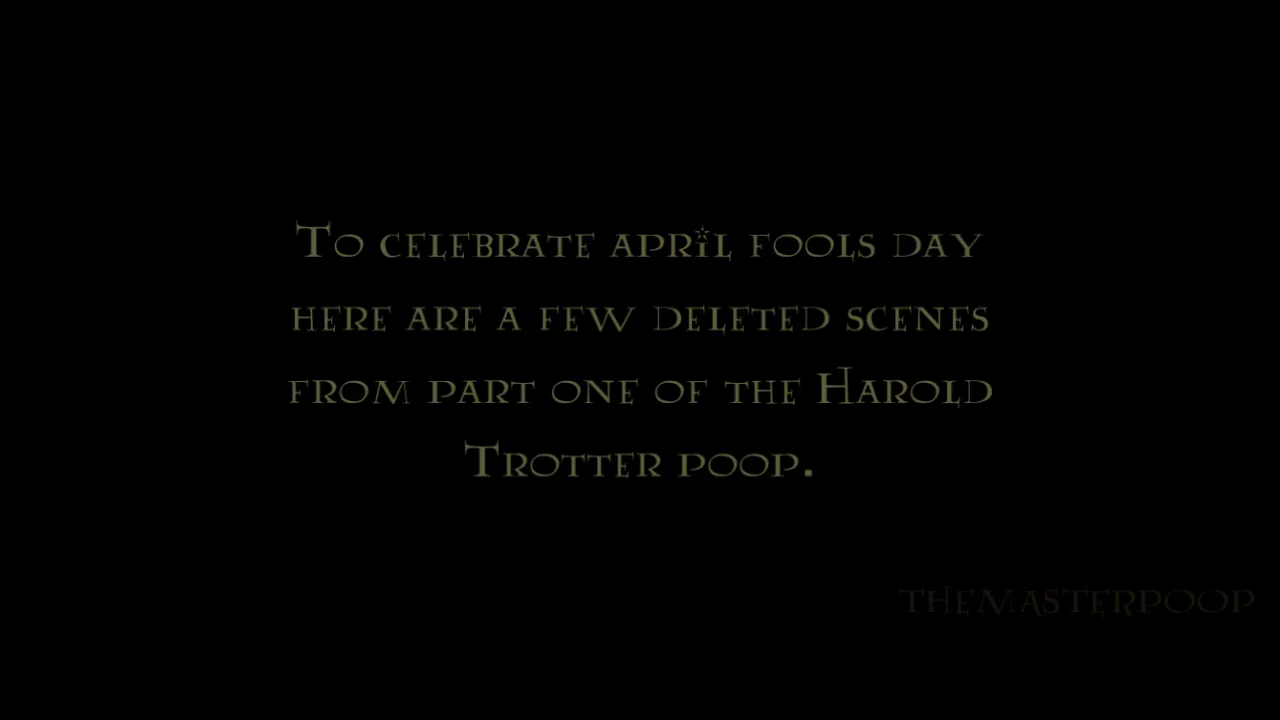 To celebrate april fools day
here are a few deleted scenes
from part one of the Harold
Trotter poop.
THEMASTERPOOP